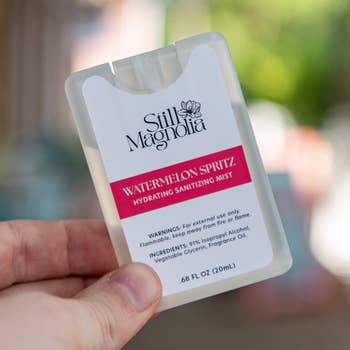 Still
Magnolia
WATERMELON SPRITZ
HYDRATING SANITIZING MIST
WARNINGS: For external use only.
Flammable, keep away from fire or flame.
INGREDIENTS: 91% Isopropyl Alcohol,
Vegetable Glycerin, Fragrance Oil.
.68 FL OZ (20mL)